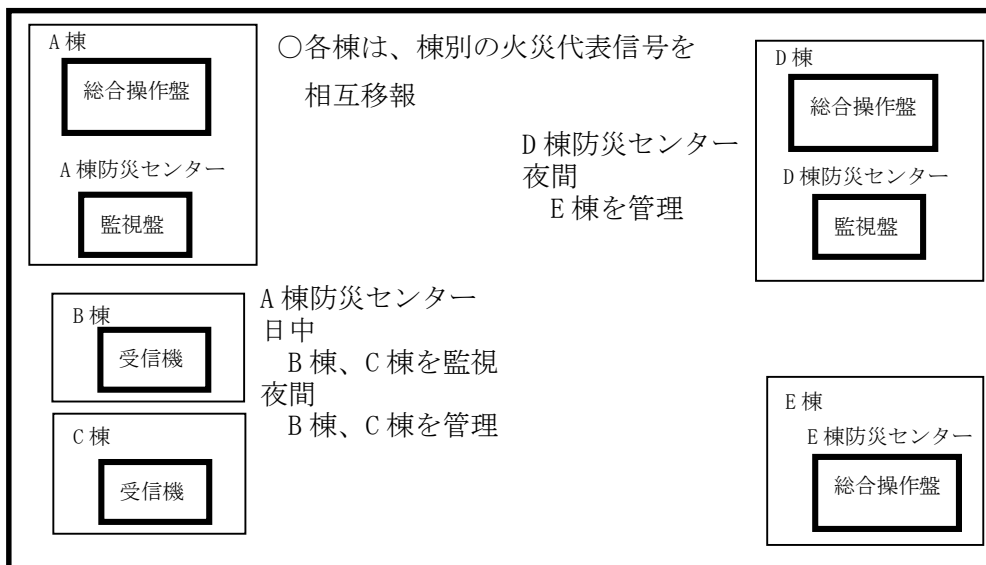 A棟
総合操作盤
A棟防災センター
監視盤
○各棟は、棟別の火災代表信号を
相互移報
D棟防災センター
夜間
E棟を管理
D棟
総合操作盤
D棟防災センター
監視盤
B棟
受信機
C棟
受信機
A棟防災センター
日中
B棟、C棟を監視
夜間
B棟、C棟を管理
E棟
E棟防災センター
総合操作盤